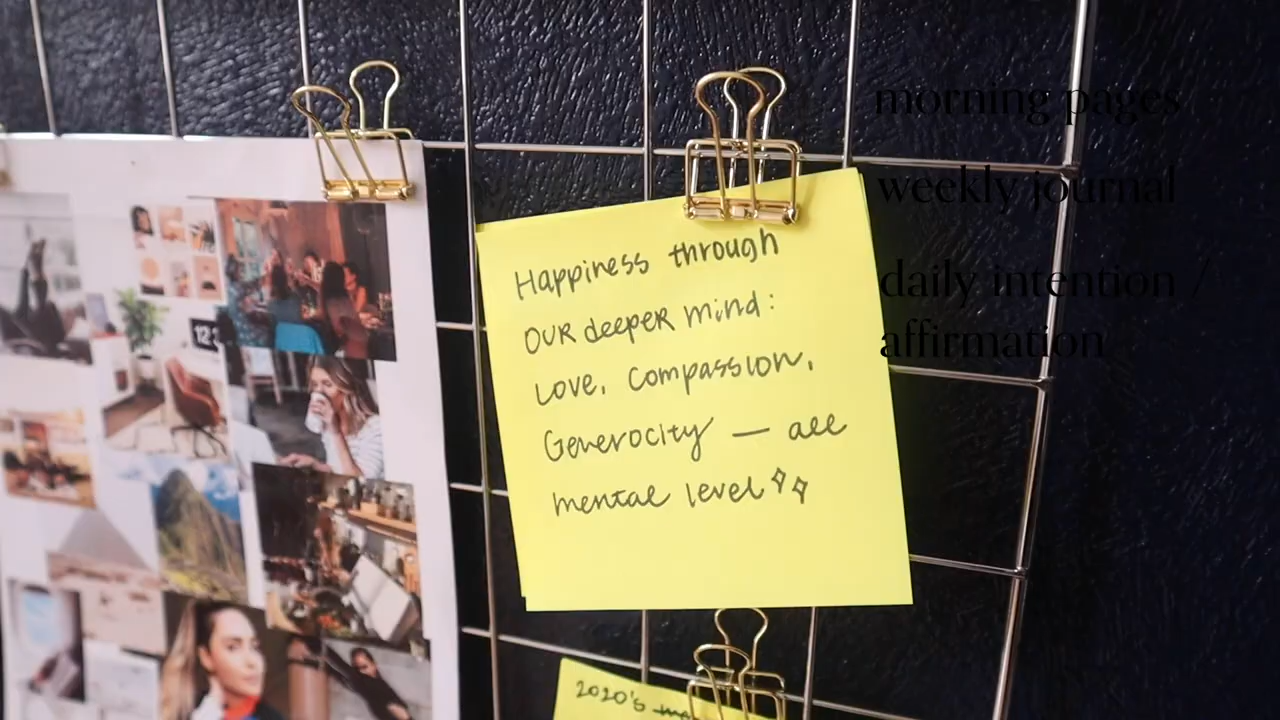 Happiness through
OUR deeper mind:
Love, Compassion,
Generocity — all
mental level
2020's
morning pages
weekly journal
daily intention /
affirmation
12